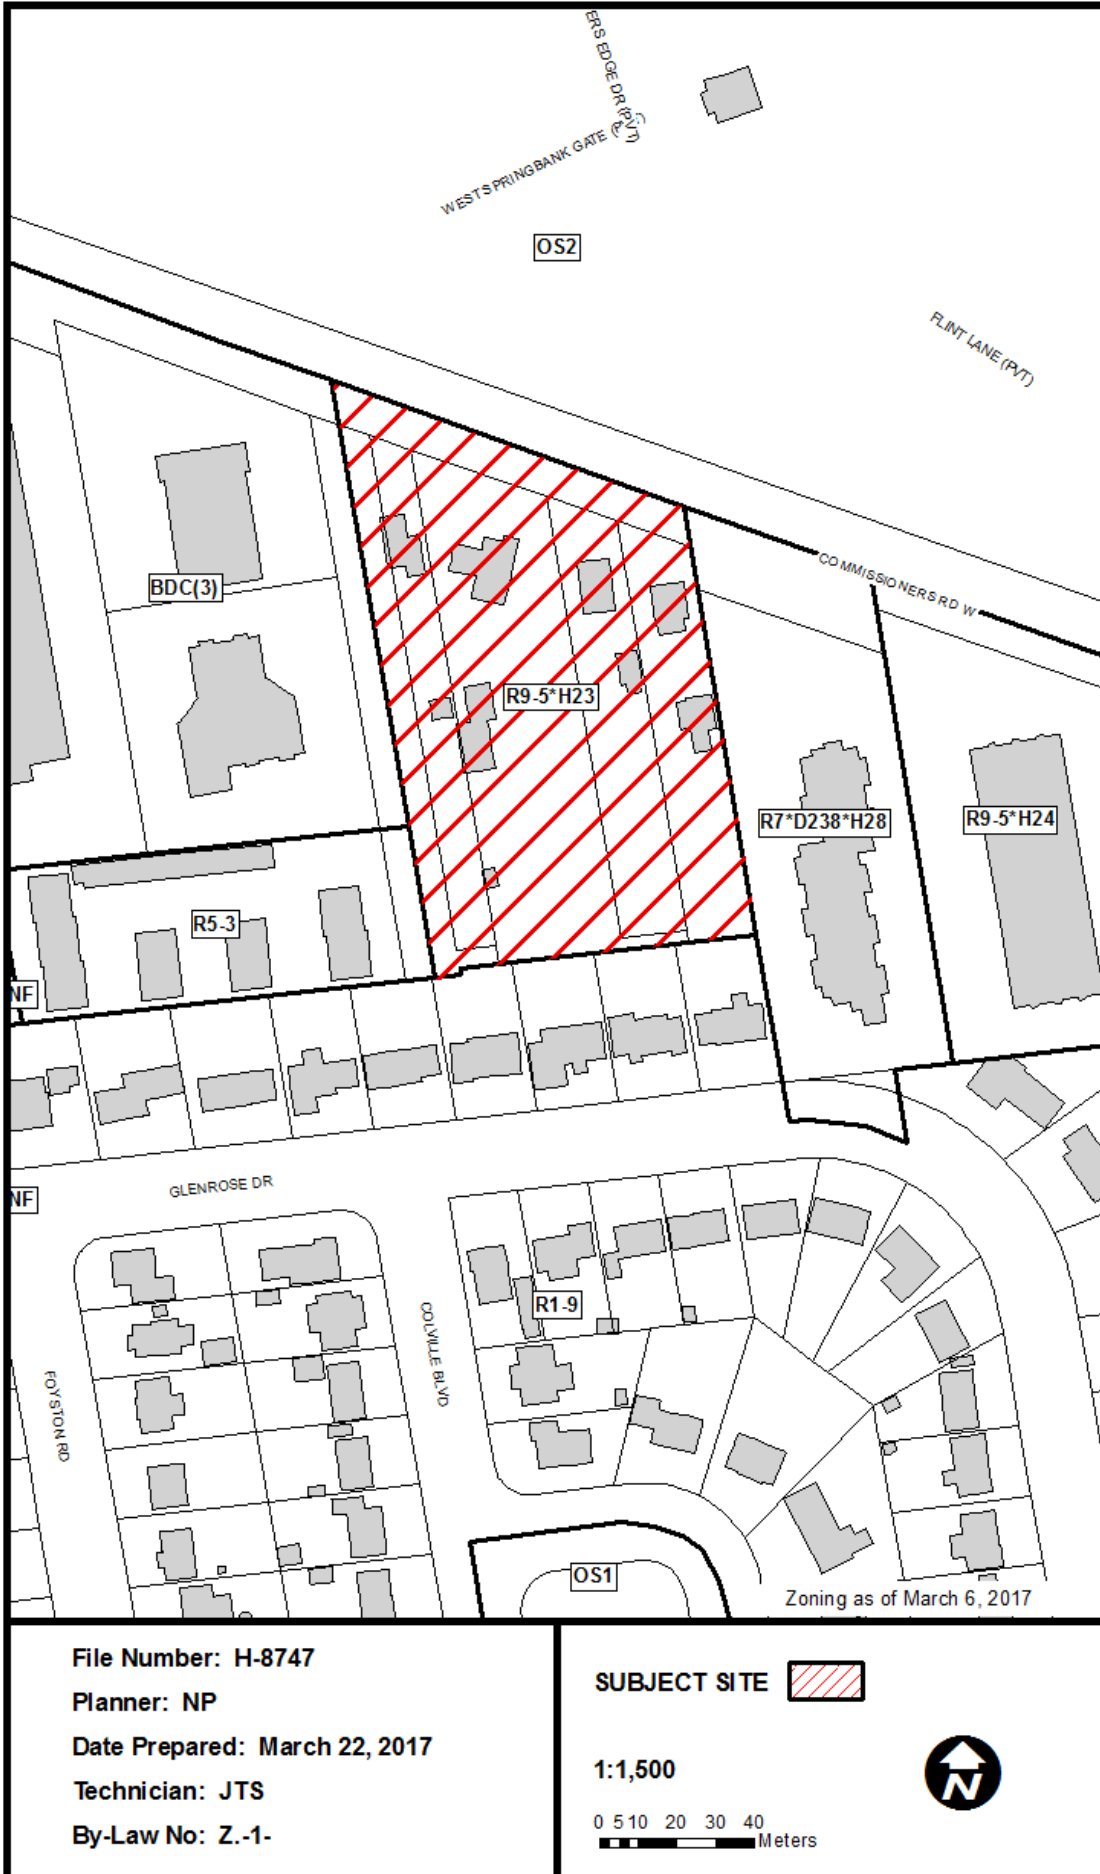 ERS EDGE DR (PVT)
WEST SPRINGBANK GATE
OS2
FLINT LANE (PVT)
COMMISSIONERS RD W
BDC(3)
R9-5*H23
R7*D238*H28
R9-5*H24
R5-3
NF
NF
GLENROSE DR
R1-9
COLVILLE BLVD
FOYSTON RD
OS1
Zoning as of March 6, 2017
File Number: H-8747
Planner: NP
Date Prepared: March 22, 2017
Technician: JTS
By-Law No: Z.-1-
SUBJECT SITE
1:1,500
N
0 5 10 20 30 40
Meters